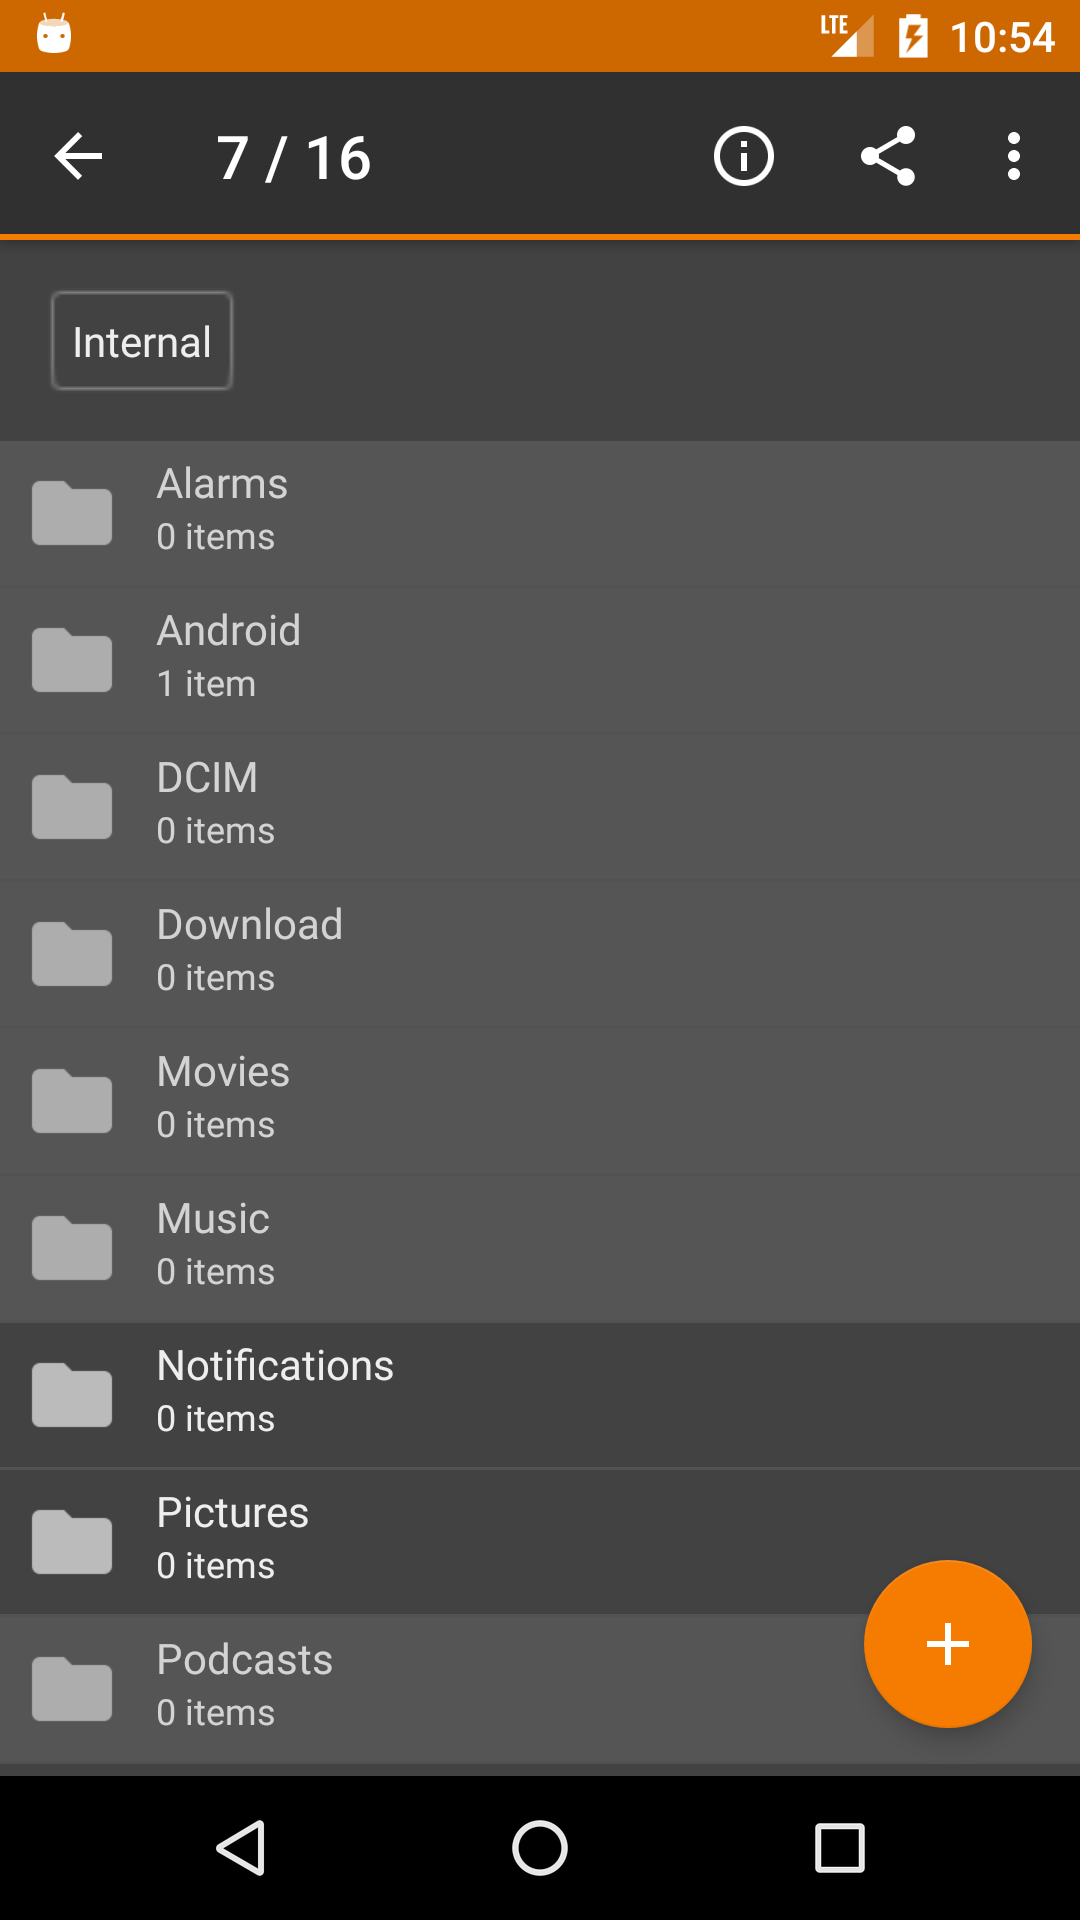 LTE 10:54
7 / 16
Internal
Alarms
0 items
Android
1 item
DCIM
0 items
Download
0 items
Movies
0 items
Music
0 items
Notifications
0 items
Pictures
0 items
Podcasts
0 items